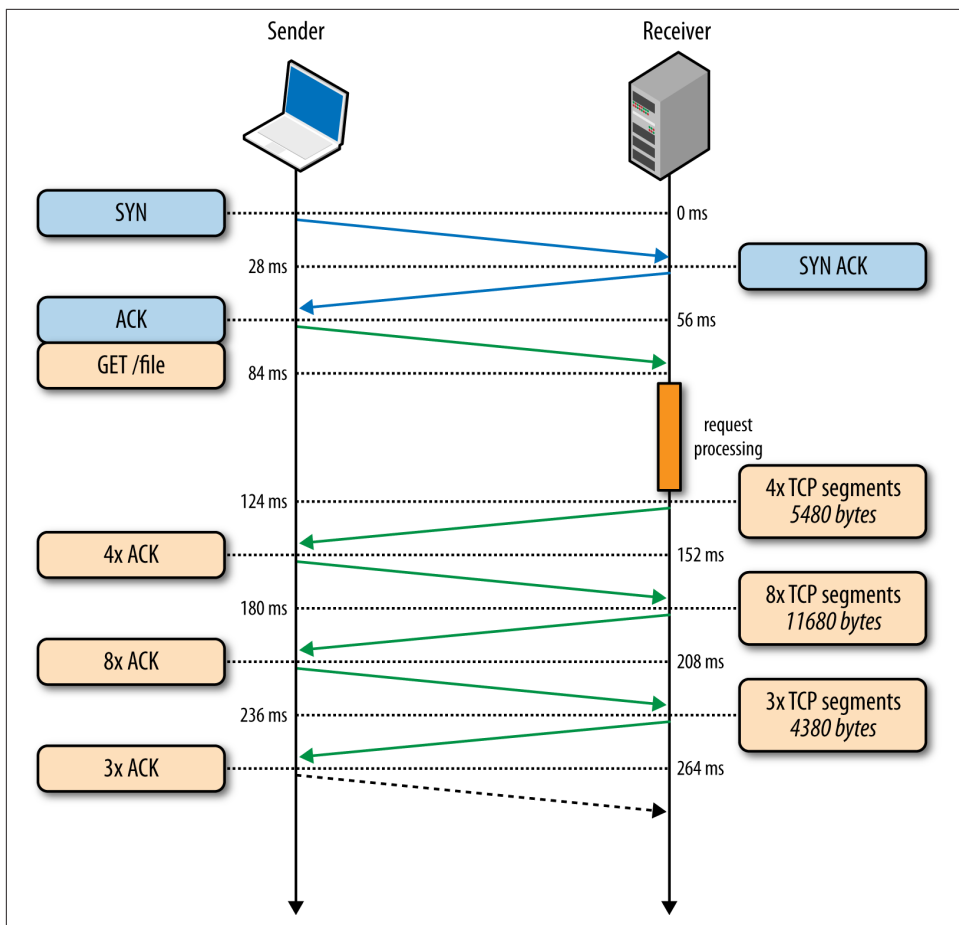 Sender
Receiver
SYN
0 ms
28 ms
SYN ACK
ACK
56 ms
GET /file
84 ms
request
processing
124 ms
4x TCP segments
5480 bytes
4x ACK
152 ms
180 ms
8x TCP segments
11680 bytes
8x ACK
208 ms
236 ms
3x TCP segments
4380 bytes
3x ACK
264 ms